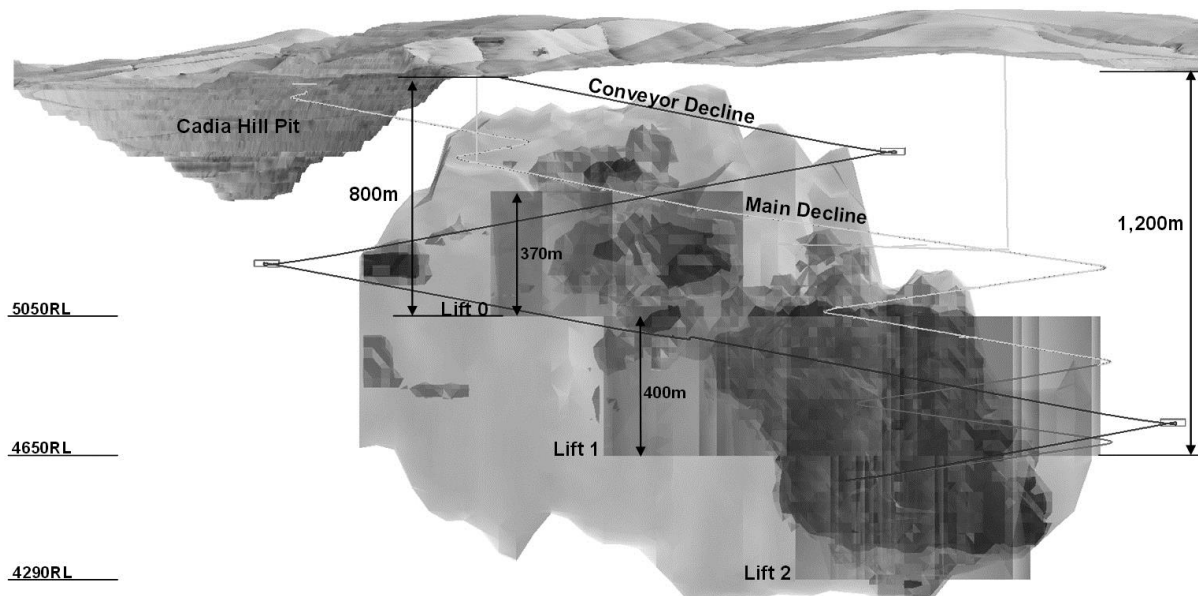 Conveyor Decline
Cadia Hill Pit
800m
Main Decline
1,200m
370m
5050RL
Lift 0
400m
Lift 1
4650RL
Lift 2
4290RL